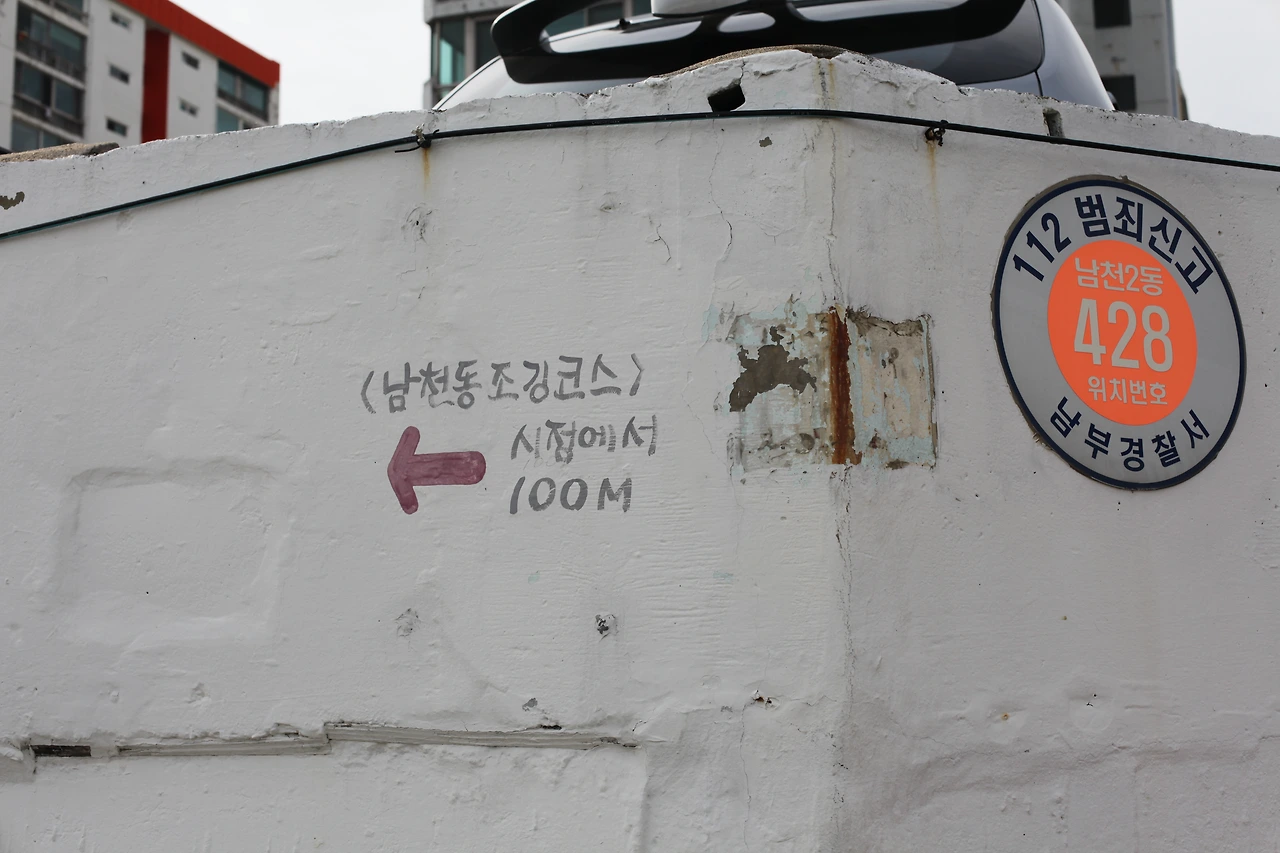 <남천동조깅코스>
시점에서
100M
112 범죄신고
남천2동
428
위치번호
남부경찰서